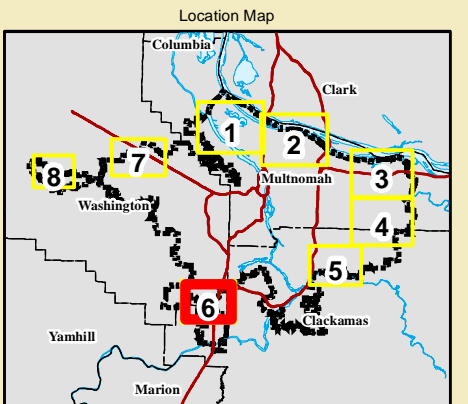 Location Map
Columbia
Clark
1
2
7
3
Multnomah
8
Washington
4
5
6
Clackamas
Yamhill
Marion